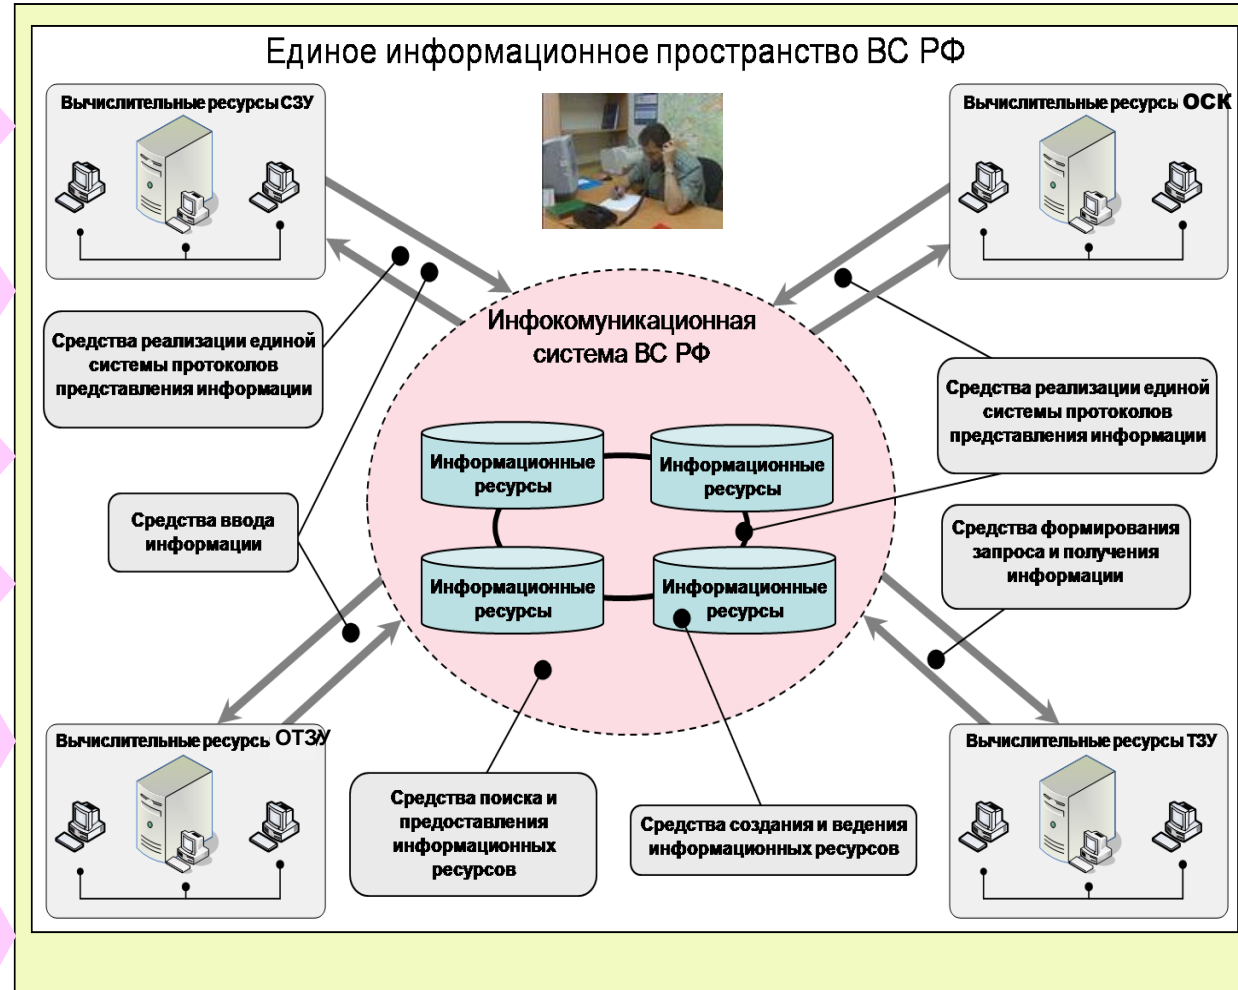 Единое информационное пространство ВС РФ
Вычислительные ресурсы СЗУ
Вычислительные ресурсы ОСК
Инфокомуникационная
система ВС РФ
Средства реализации единой
системы протоколов
представления информации
Средства реализации единой
системы протоколов
представления информации
Информационные
ресурсы
Информационные
ресурсы
Средства ввода
информации
Средства формирования
запроса и получения
информации
Информационные
ресурсы
Информационные
ресурсы
Вычислительные ресурсы ОТЗУ
Вычислительные ресурсы ТЗУ
Средства поиска и
предоставления
информационных
ресурсов
Средства создания и ведения
информационных ресурсов